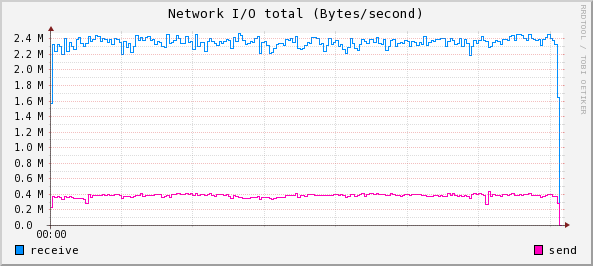 Network I/O total (Bytes/second)
RRDTOOL / TOBI OETIKER
2.4 M
2.2 M
2.0 M
1.8 M
1.6 M
1.4 M
1.2 M
1.0 M
0.8 M
0.6 M
0.4 M
0.2 M
0.0
00:00
receive
send